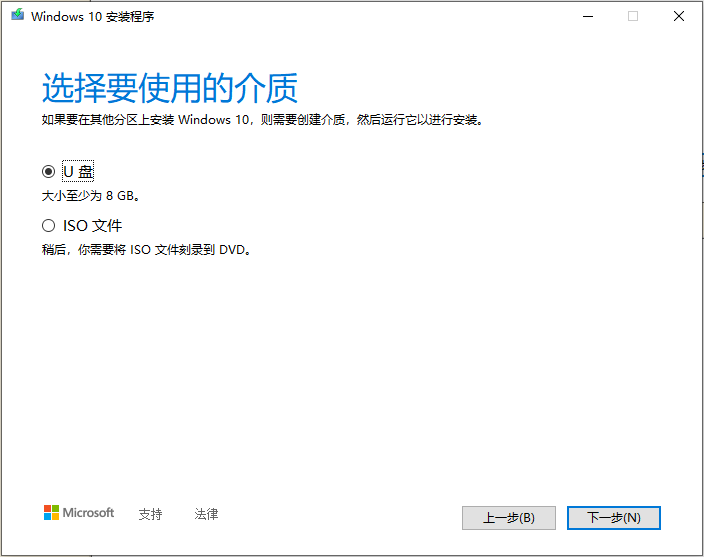 Windows 10 安装程序
选择要使用的介质
如果要在其他分区上安装 Windows 10，则需要创建介质，然后运行它以进行安装。
U 盘
大小至少为 8 GB。
ISO 文件
稍后，你需要将 ISO 文件刻录到 DVD。
Microsoft 支持 法律 上一步(B) 下一步(N)